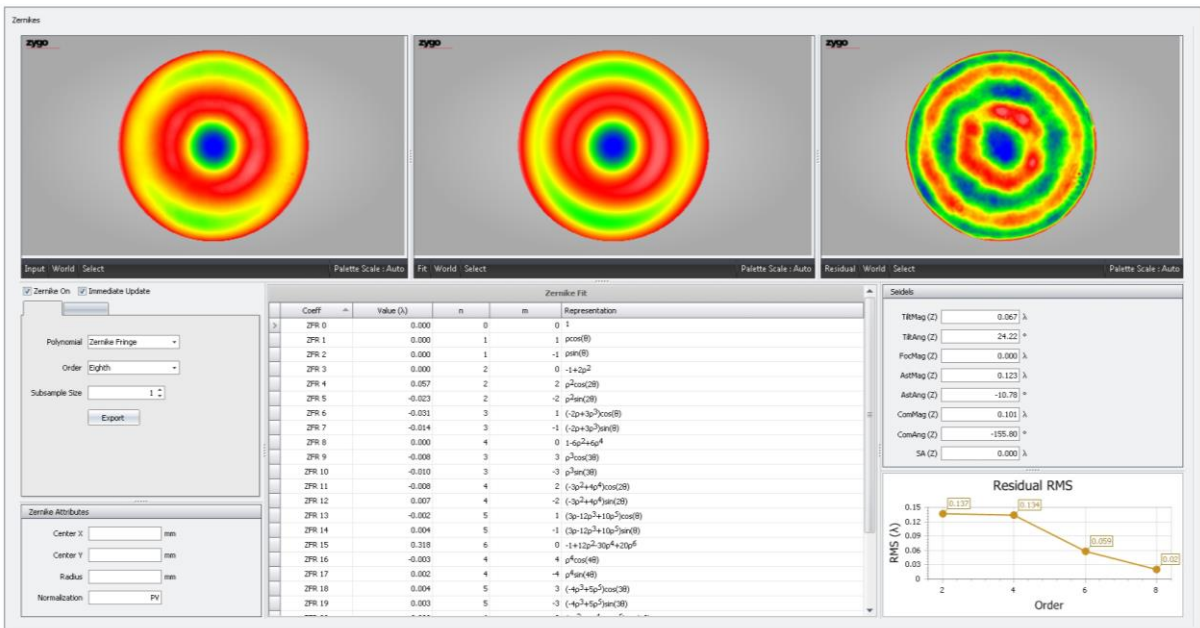 Zernikes
zygo
zygo
zygo
Input World Select Palette Scale : Auto
Fit World Select Palette Scale : Auto
Residual World Select Palette Scale : Auto
Zernike On Immediate Update
Polynomial Zernike Fringe
Order Eighth
Subsample Size 1
Export
Zernike Attributes
Center X mm
Center Y mm
Radius mm
Normalization PV
Zernike Fit
Coeff Value (λ) n m Representation
ZFR 0 0.000 0 0 1
ZFR 1 0.000 1 1 ρcos(θ)
ZFR 2 0.000 1 -1 ρsin(θ)
ZFR 3 0.000 2 0 -1+2ρ²
ZFR 4 0.057 2 2 ρ²cos(2θ)
ZFR 5 -0.023 2 -2 ρ²sin(2θ)
ZFR 6 -0.031 3 1 (-2ρ+3ρ³)cos(θ)
ZFR 7 -0.014 3 -1 (-2ρ+3ρ³)sin(θ)
ZFR 8 0.000 4 0 1-6ρ²+6ρ⁴
ZFR 9 -0.008 3 3 ρ³cos(3θ)
ZFR 10 -0.010 3 -3 ρ³sin(3θ)
ZFR 11 -0.008 4 2 (-3ρ²+4ρ⁴)cos(2θ)
ZFR 12 0.007 4 -2 (-3ρ²+4ρ⁴)sin(2θ)
ZFR 13 -0.002 5 1 (3ρ-12ρ³+10ρ⁵)cos(θ)
ZFR 14 0.004 5 -1 (3ρ-12ρ³+10ρ⁵)sin(θ)
ZFR 15 0.318 6 0 -1+12ρ²-30ρ⁴+20ρ⁶
ZFR 16 -0.003 4 4 ρ⁴cos(4θ)
ZFR 17 0.002 4 -4 ρ⁴sin(4θ)
ZFR 18 0.004 5 3 (-4ρ³+5ρ⁵)cos(3θ)
ZFR 19 0.003 5 -3 (-4ρ³+5ρ⁵)sin(3θ)
Seidels
TiltMag (Z) 0.067 λ
TiltAng (Z) 24.22 °
FocMag (Z) 0.000 λ
AstMag (Z) 0.123 λ
AstAng (Z) -10.78 °
ComMag (Z) 0.101 λ
ComAng (Z) -155.80 °
SA (Z) 0.000 λ
Residual RMS
RMS (λ)
0.15
0.12
0.09
0.06
0.03
0
0.137
0.134
0.059
0.02
2 4 6 8
Order